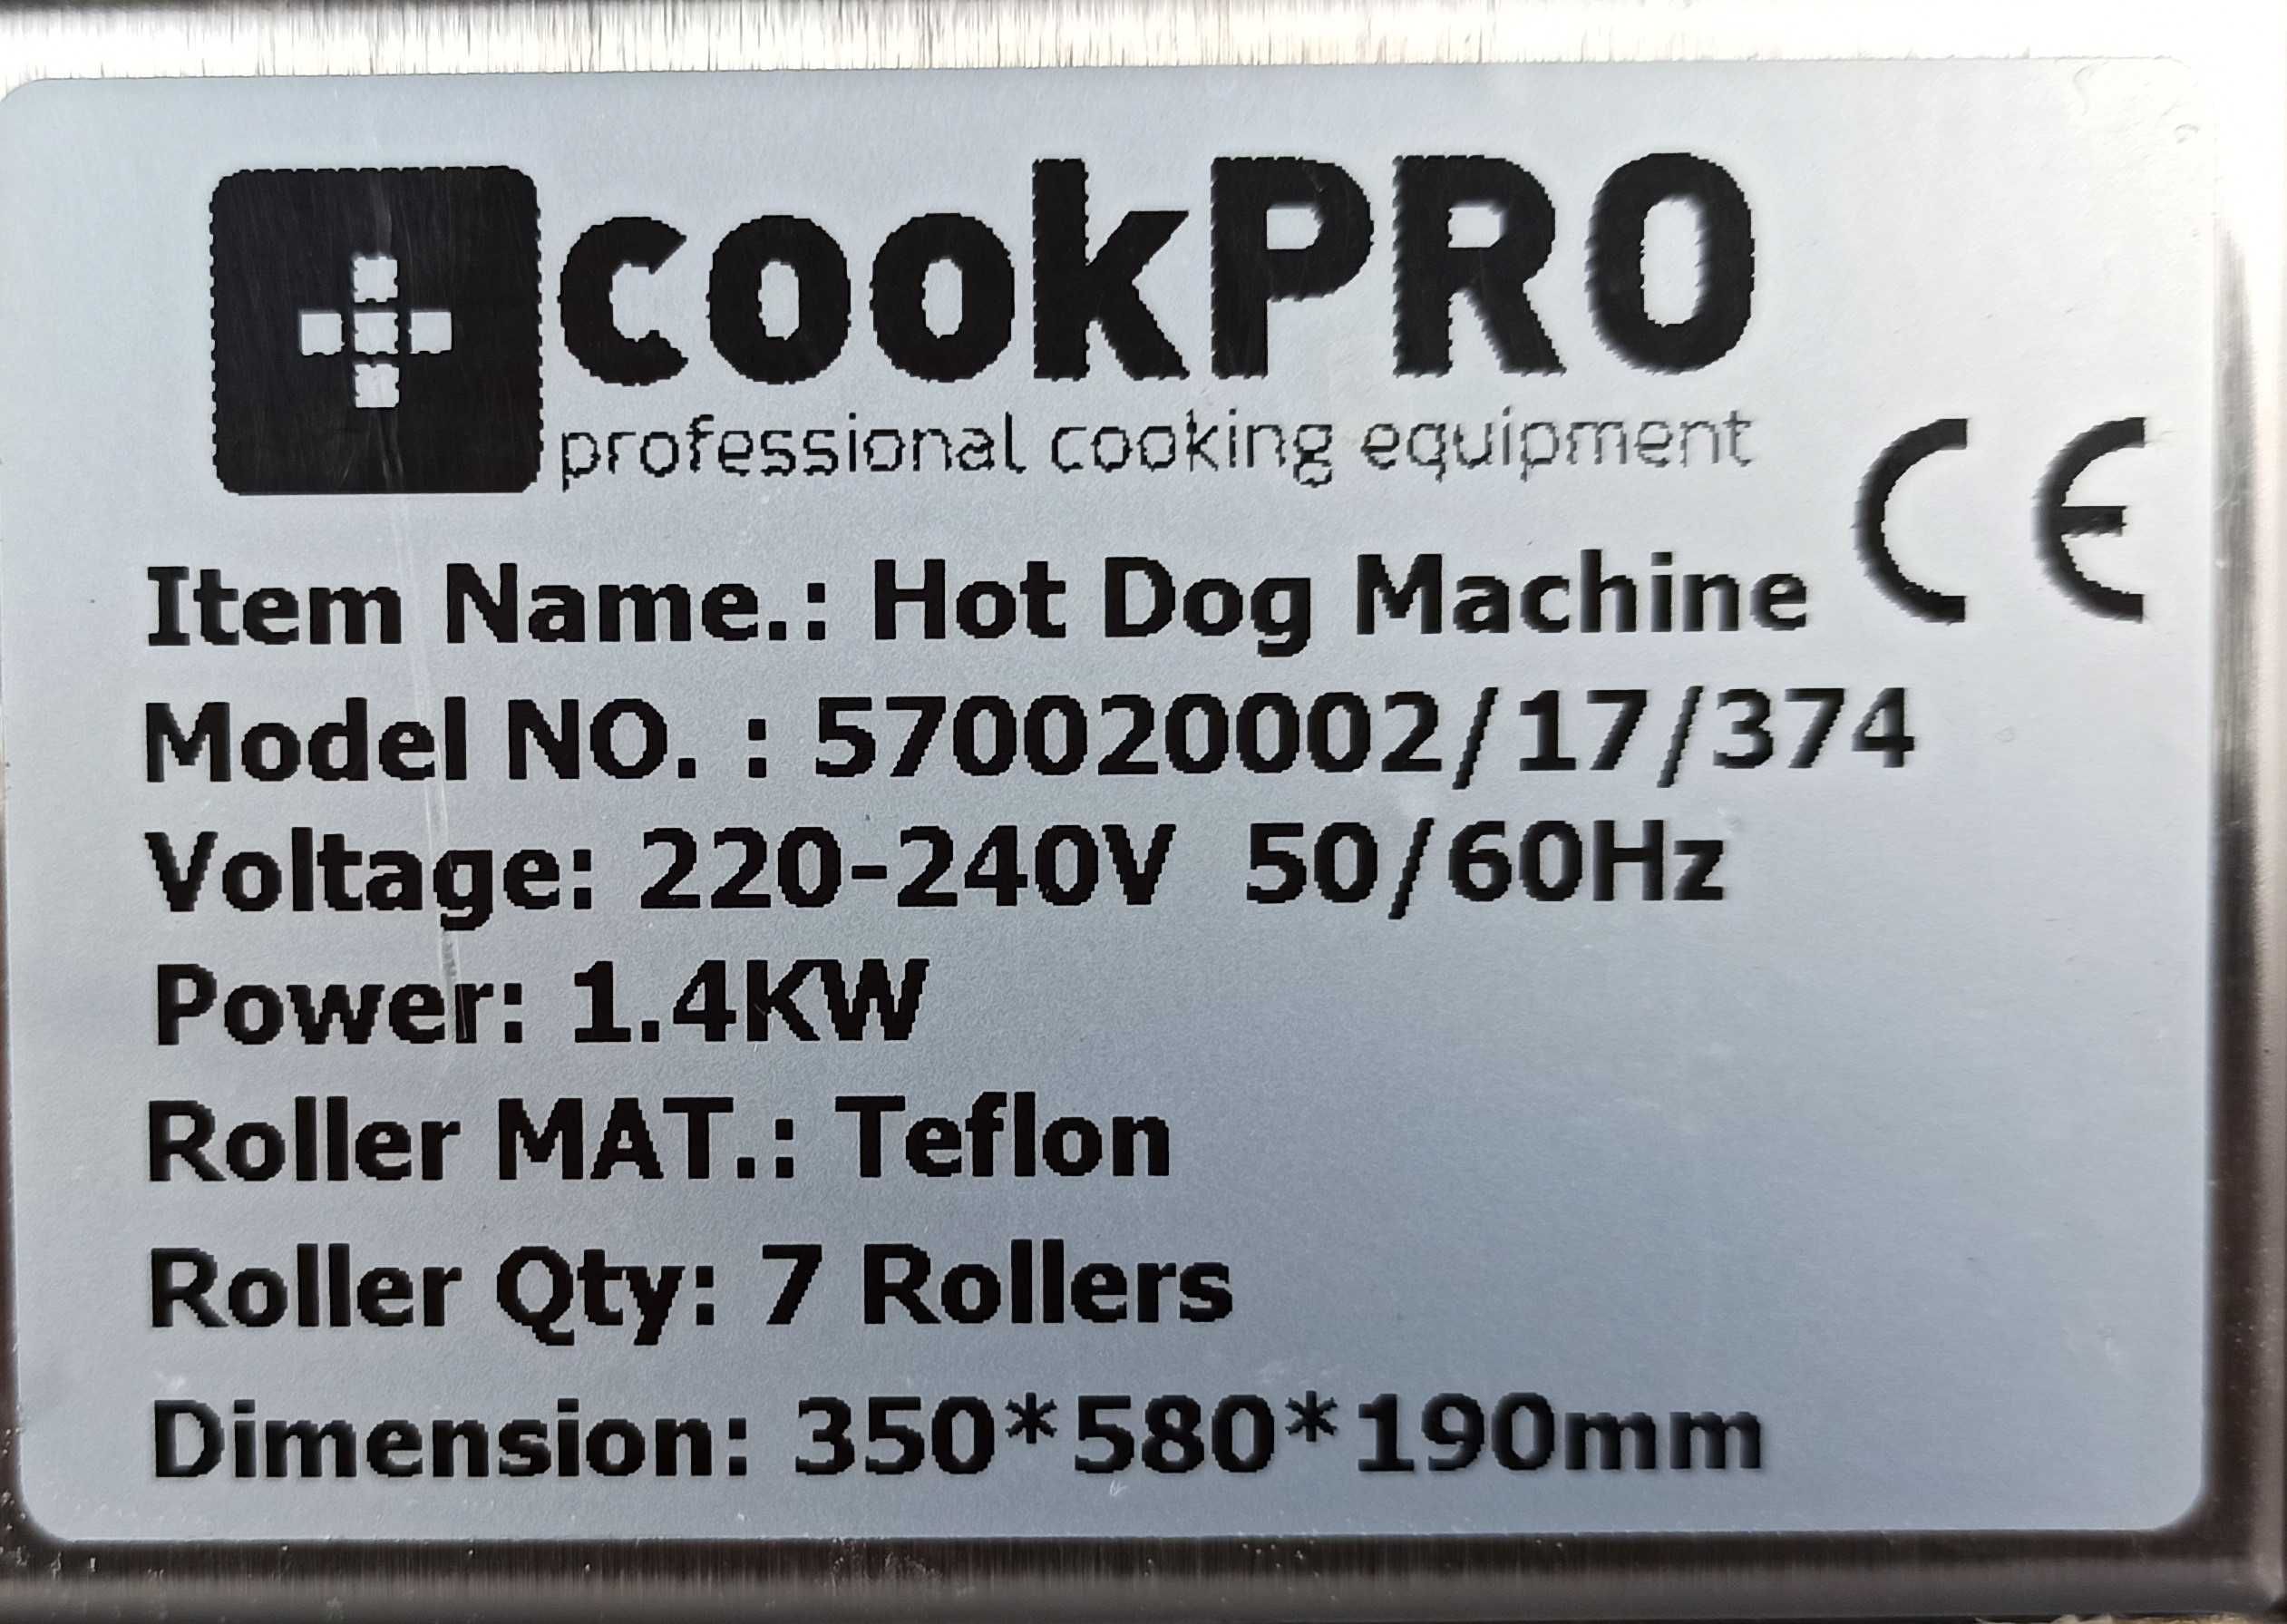 cookPRO
professional cooking equipment
CE
Item Name.: Hot Dog Machine
Model NO. : 570020002/17/374
Voltage: 220-240V 50/60Hz
Power: 1.4KW
Roller MAT.: Teflon
Roller Qty: 7 Rollers
Dimension: 350*580*190mm